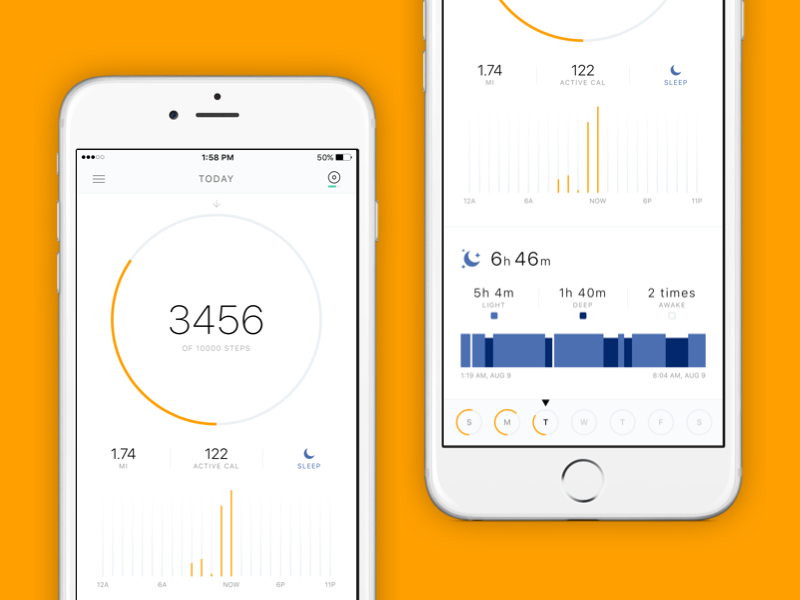 1:58 PM 50%
TODAY
3456
OF 10000 STEPS
1.74 122
MI ACTIVE CAL SLEEP
12A 6A NOW 6P 11P
1.74 122
MI ACTIVE CAL SLEEP
12A 6A NOW 6P 11P
6h 46m
5h 4m 1h 40m 2 times
LIGHT DEEP AWAKE
1:19 AM, AUG 9 8:04 AM, AUG 9
S M T W T F S